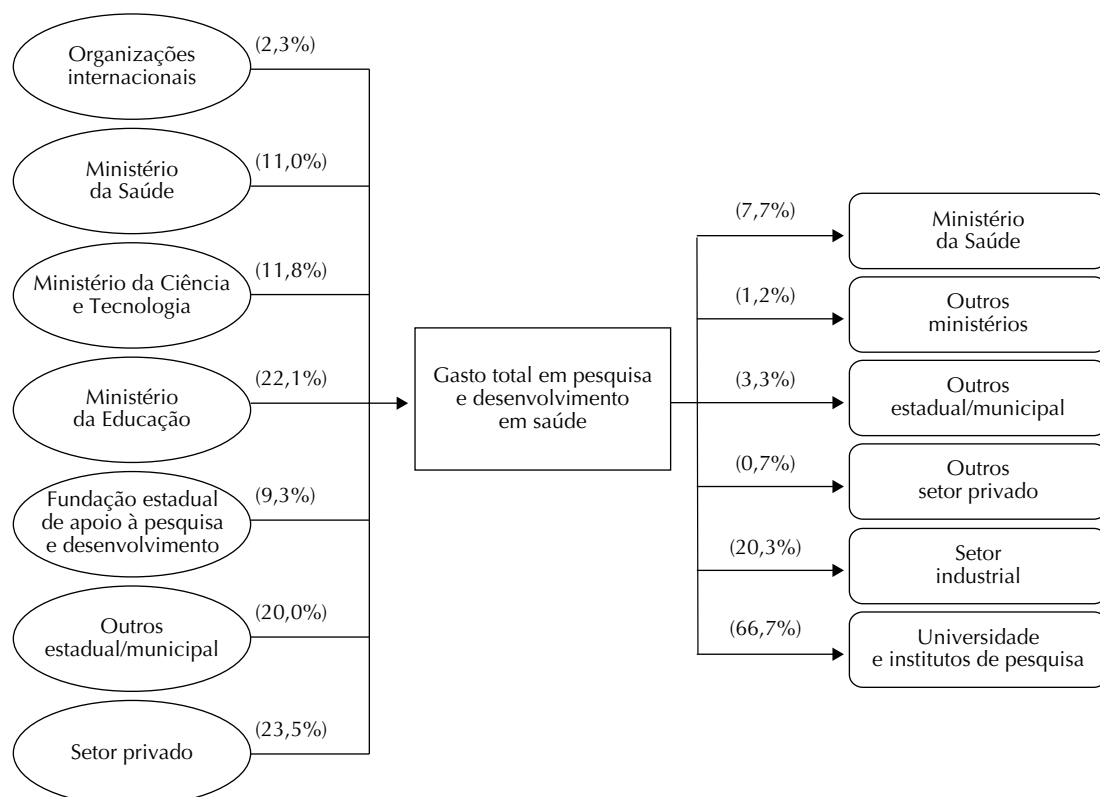 (2,3%)
Organizações
internacionais
(11,0%)
Ministério
da Saúde
(11,8%)
Ministério da Ciência
e Tecnologia
(22,1%)
Ministério
da Educação
(9,3%)
Fundação estadual
de apoio à pesquisa
e desenvolvimento
(20,0%)
Outros
estadual/municipal
(23,5%)
Setor privado
Gasto total em pesquisa
e desenvolvimento
em saúde
(7,7%)
Ministério
da Saúde
(1,2%)
Outros
ministérios
(3,3%)
Outros
estadual/municipal
(0,7%)
Outros
setor privado
(20,3%)
Setor
industrial
(66,7%)
Universidade
e institutos de pesquisa